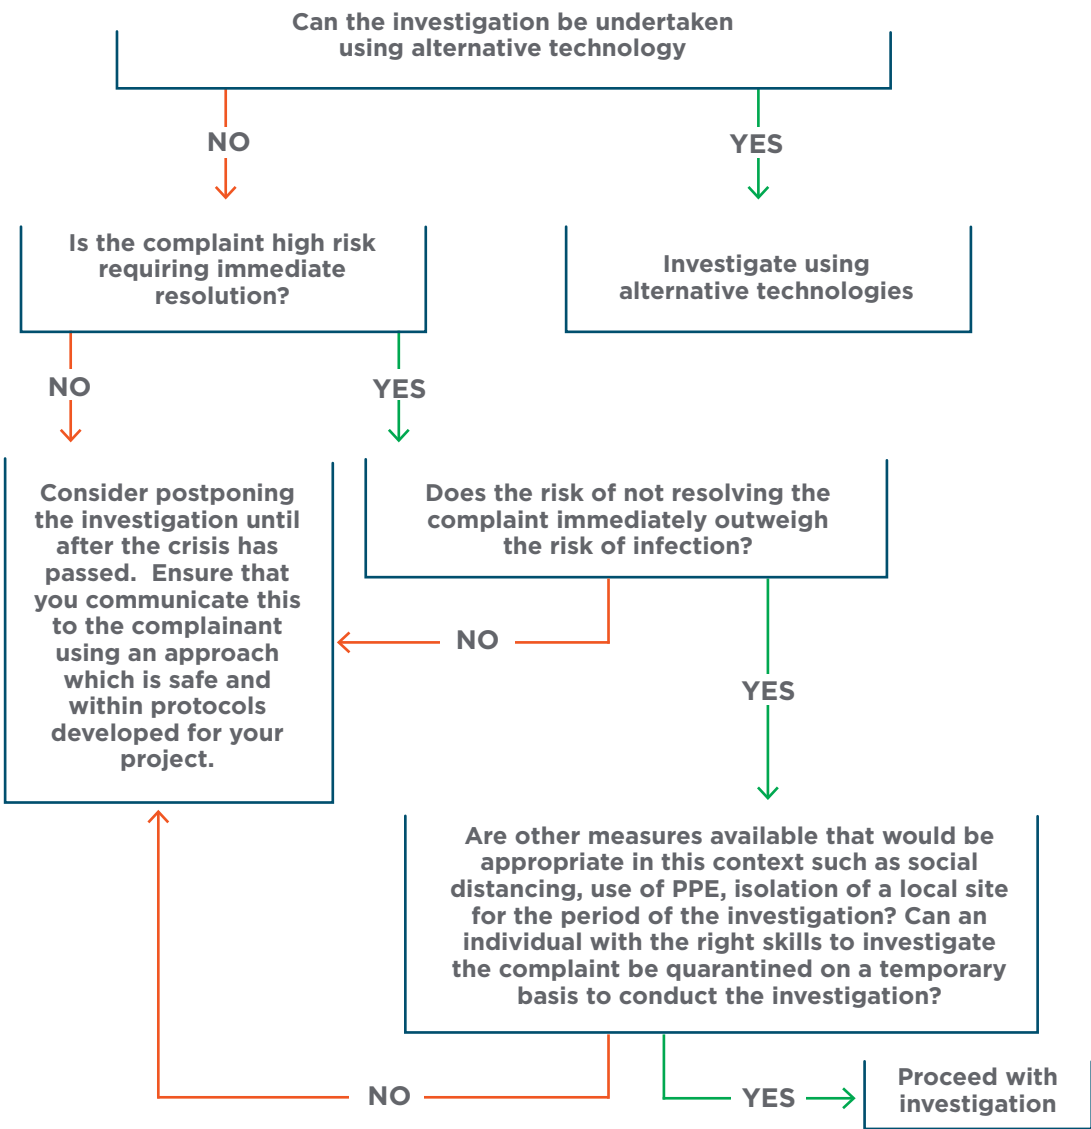 Can the investigation be undertaken
using alternative technology
NO
YES
Is the complaint high risk
requiring immediate
resolution?
Investigate using
alternative technologies
NO
YES
Consider postponing
the investigation until
after the crisis has
passed.  Ensure that
you communicate this
to the complainant
using an approach
which is safe and
within protocols
developed for your
project.
Does the risk of not resolving the
complaint immediately outweigh
the risk of infection?
NO
YES
Are other measures available that would be
appropriate in this context such as social
distancing, use of PPE, isolation of a local site
for the period of the investigation? Can an
individual with the right skills to investigate
the complaint be quarantined on a temporary
basis to conduct the investigation?
NO
YES
Proceed with
investigation